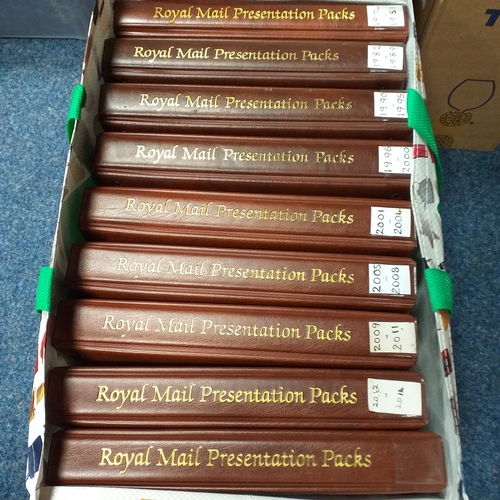 Royal Mail Presentation Packs
Royal Mail Presentation Packs 1982 - 1989
Royal Mail Presentation Packs 1990 - 1995
Royal Mail Presentation Packs 1996 - 2000
Royal Mail Presentation Packs 2001 - 2004
Royal Mail Presentation Packs 2005 - 2008
Royal Mail Presentation Packs 2009 - 2011
Royal Mail Presentation Packs 2012 - 2014
Royal Mail Presentation Packs